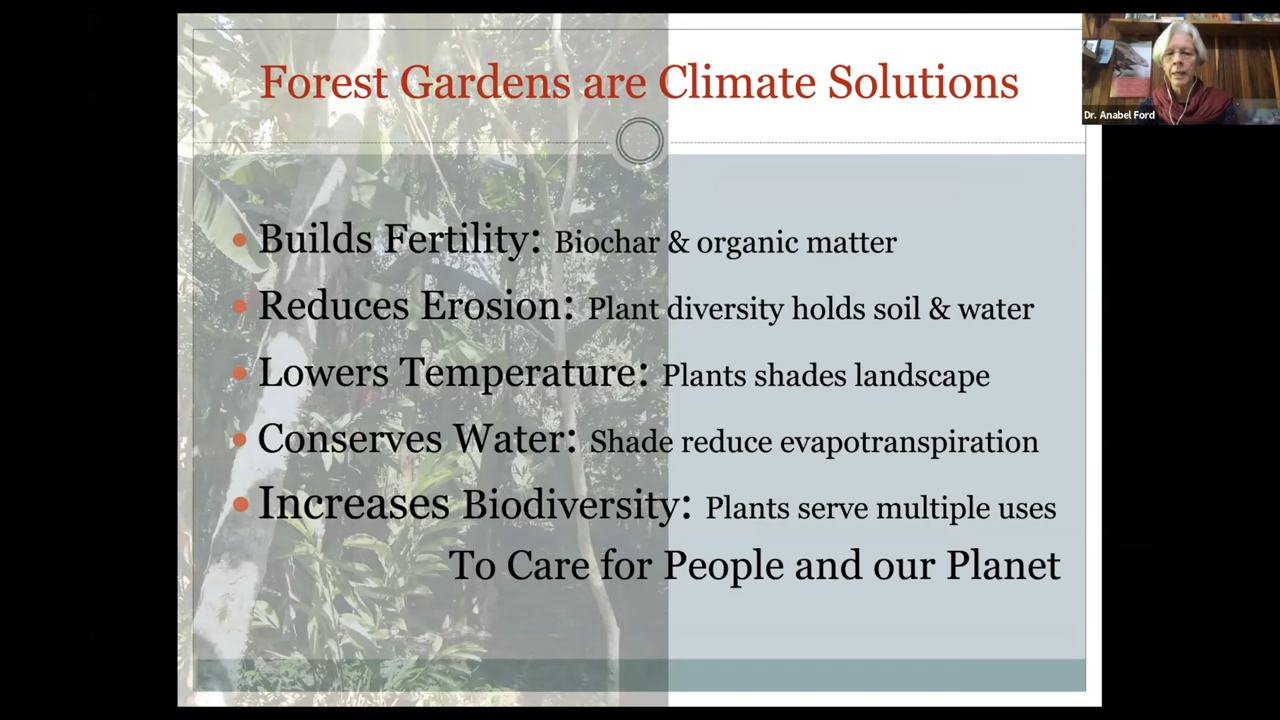 Forest Gardens are Climate Solutions
Dr. Anabel Ford
• Builds Fertility: Biochar & organic matter
• Reduces Erosion: Plant diversity holds soil & water
• Lowers Temperature: Plants shades landscape
• Conserves Water: Shade reduce evapotranspiration
• Increases Biodiversity: Plants serve multiple uses
To Care for People and our Planet